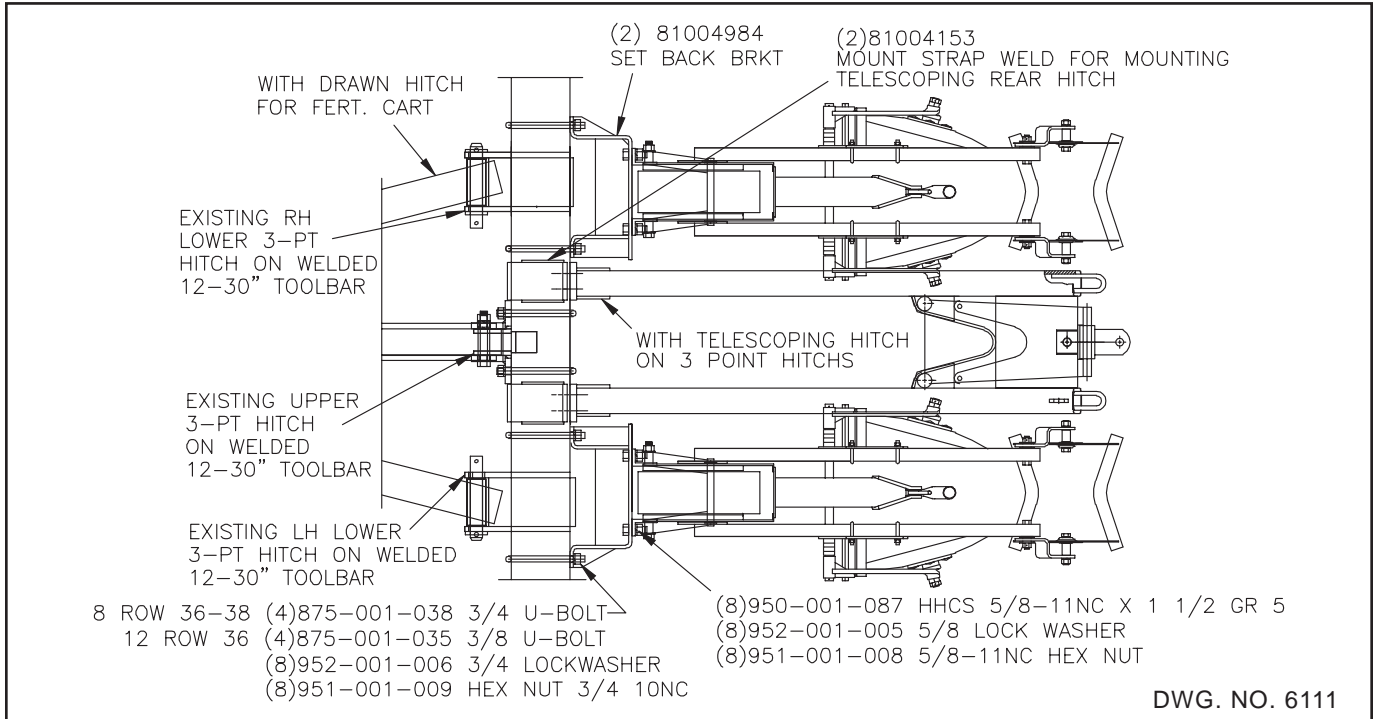 (2) 81004984
SET BACK BRKT
(2)81004153
MOUNT STRAP WELD FOR MOUNTING
TELESCOPING REAR HITCH
WITH DRAWN HITCH
FOR FERT. CART
EXISTING RH
LOWER 3-PT
HITCH ON WELDED
12-30” TOOLBAR
WITH TELESCOPING HITCH
ON 3 POINT HITCHS
EXISTING UPPER
3-PT HITCH
ON WELDED
12-30” TOOLBAR
EXISTING LH LOWER
3-PT HITCH ON WELDED
12-30” TOOLBAR
8 ROW 36-38 (4)875-001-038 3/4 U-BOLT
12 ROW 36 (4)875-001-035 3/8 U-BOLT
(8)952-001-006 3/4 LOCKWASHER
(8)951-001-009 HEX NUT 3/4 10NC
(8)950-001-087 HHCS 5/8-11NC X 1 1/2 GR 5
(8)952-001-005 5/8 LOCK WASHER
(8)951-001-008 5/8-11NC HEX NUT
DWG. NO. 6111